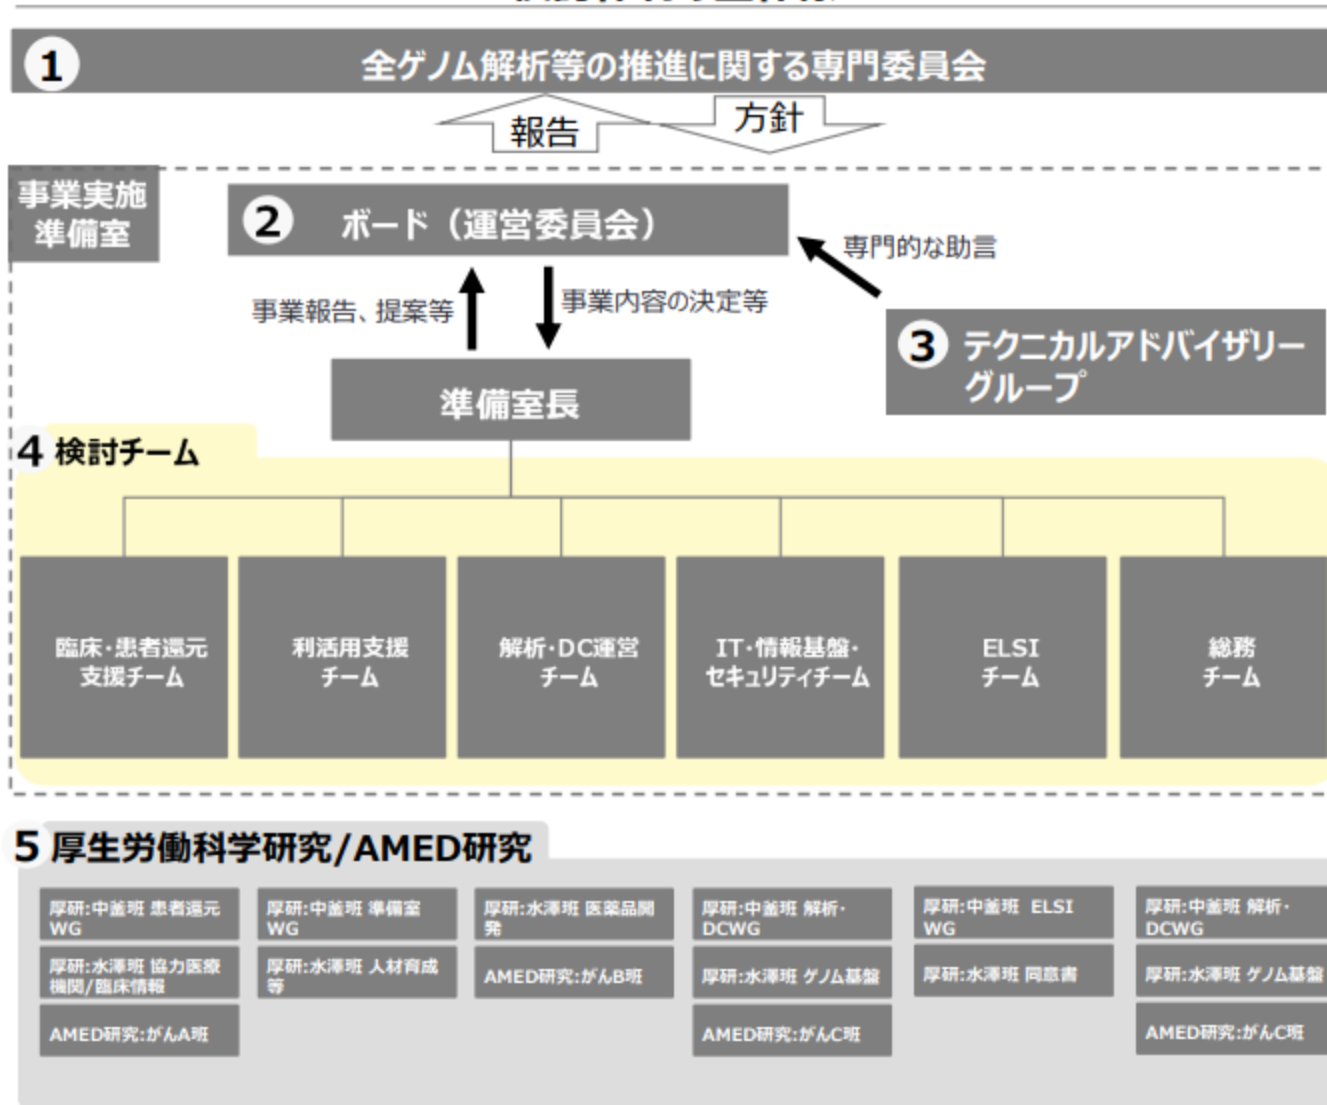 1 全ゲノム解析等の推進に関する専門委員会
報告
方針
事業実施
準備室
2 ボード（運営委員会）
専門的な助言
事業報告、提案等
事業内容の決定等
3 テクニカルアドバイザリー
グループ
準備室長
4 検討チーム
臨床・患者還元
支援チーム
利活用支援
チーム
解析・DC運営
チーム
IT・情報基盤・
セキュリティチーム
ELSI
チーム
総務
チーム
5 厚生労働科学研究/AMED研究
厚研:中釜班 患者還元
WG
厚研:水澤班 協力医療
機関/臨床情報
AMED研究:がんA班
厚研:中釜班 準備室
WG
厚研:水澤班 人材育成
等
厚研:水澤班 医薬品開
発
AMED研究:がんB班
厚研:中釜班 解析・
DCWG
厚研:水澤班 ゲノム基盤
AMED研究:がんC班
厚研:中釜班 ELSI
WG
厚研:水澤班 同意書
厚研:中釜班 解析・
DCWG
厚研:水澤班 ゲノム基盤
AMED研究:がんC班